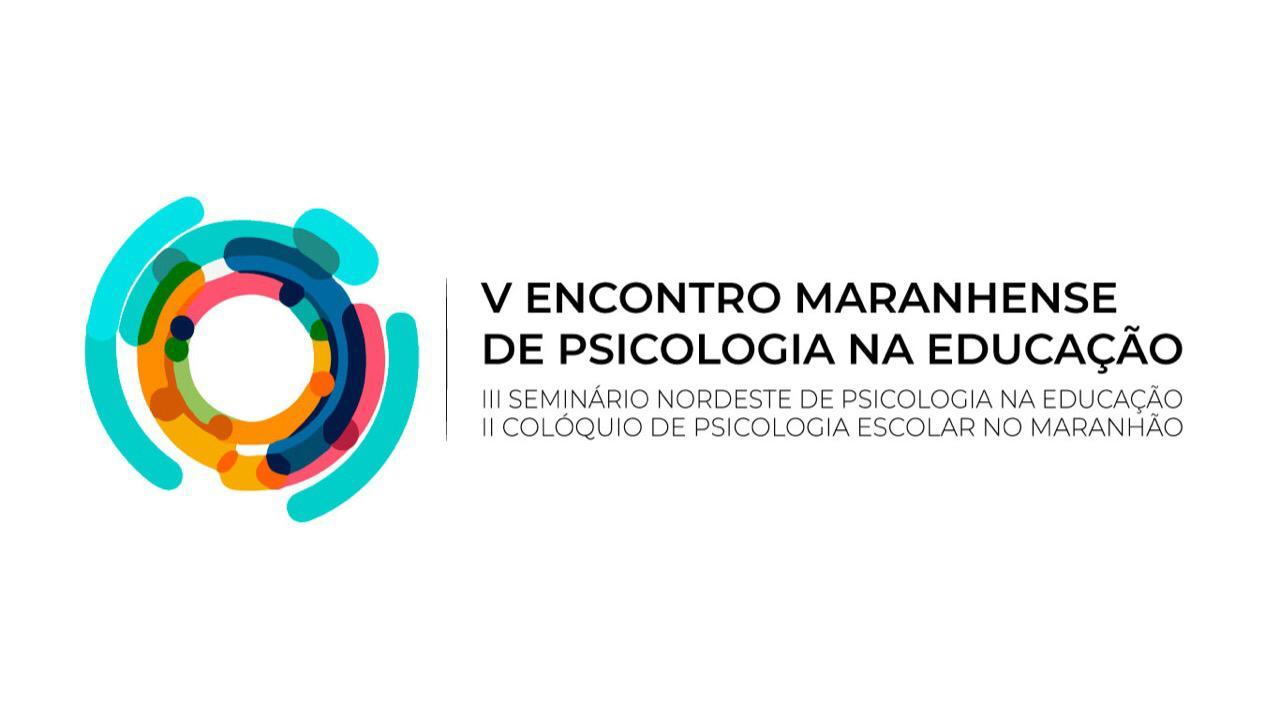 V ENCONTRO MARANHENSE
DE PSICOLOGIA NA EDUCAÇÃO
III SEMINÁRIO NORDESTE DE PSICOLOGIA NA EDUCAÇÃO
II COLÓQUIO DE PSICOLOGIA ESCOLAR NO MARANHÃO